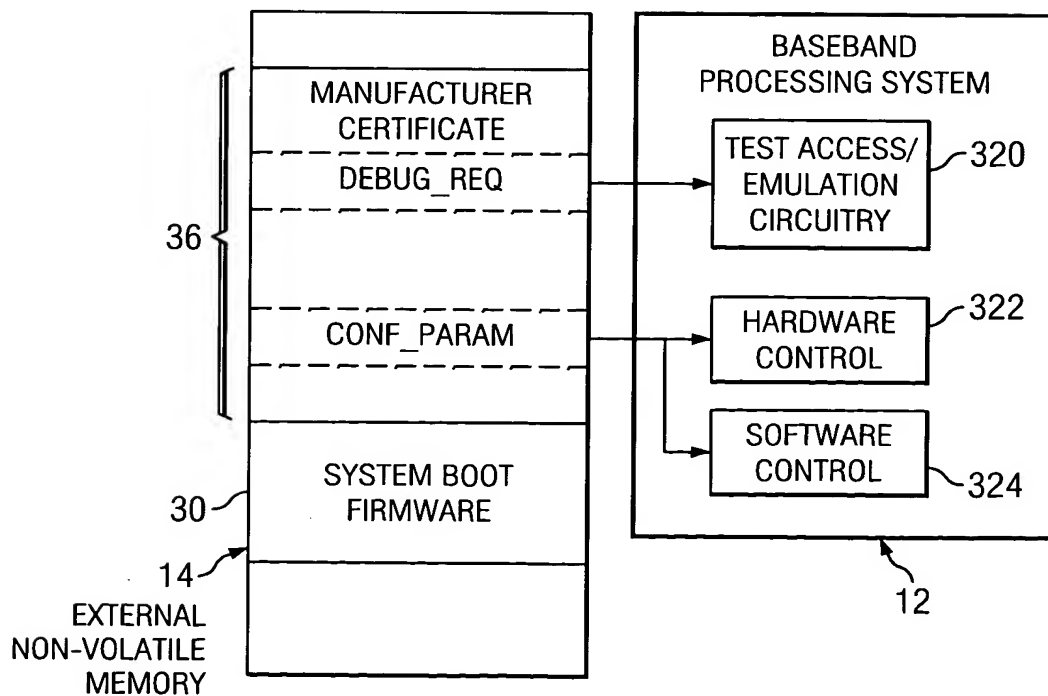 MANUFACTURER
CERTIFICATE
DEBUG_REQ
36
CONF_PARAM
SYSTEM BOOT
FIRMWARE
30
14
EXTERNAL
NON-VOLATILE
MEMORY
BASEBAND
PROCESSING SYSTEM
TEST ACCESS/
EMULATION
CIRCUITRY
320
HARDWARE
CONTROL
322
SOFTWARE
CONTROL
324
12